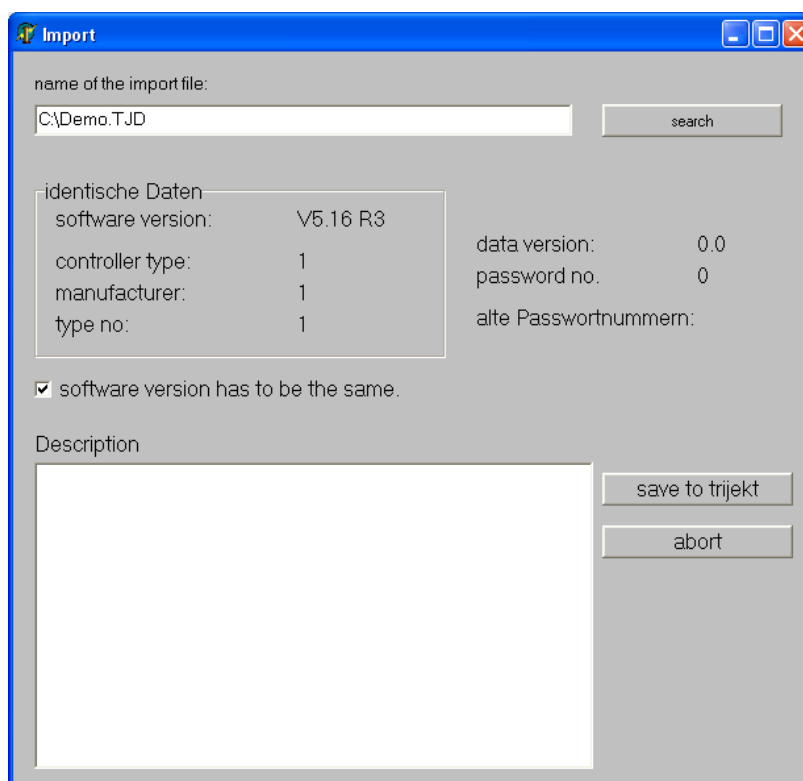 Import
name of the import file:
C:\Demo.TJD
search
identische Daten
software version: V5.16 R3
controller type: 1
manufacturer: 1
type no: 1
data version: 0.0
password no. 0
alte Passwortnummern:
software version has to be the same.
Description
save to trijekt
abort